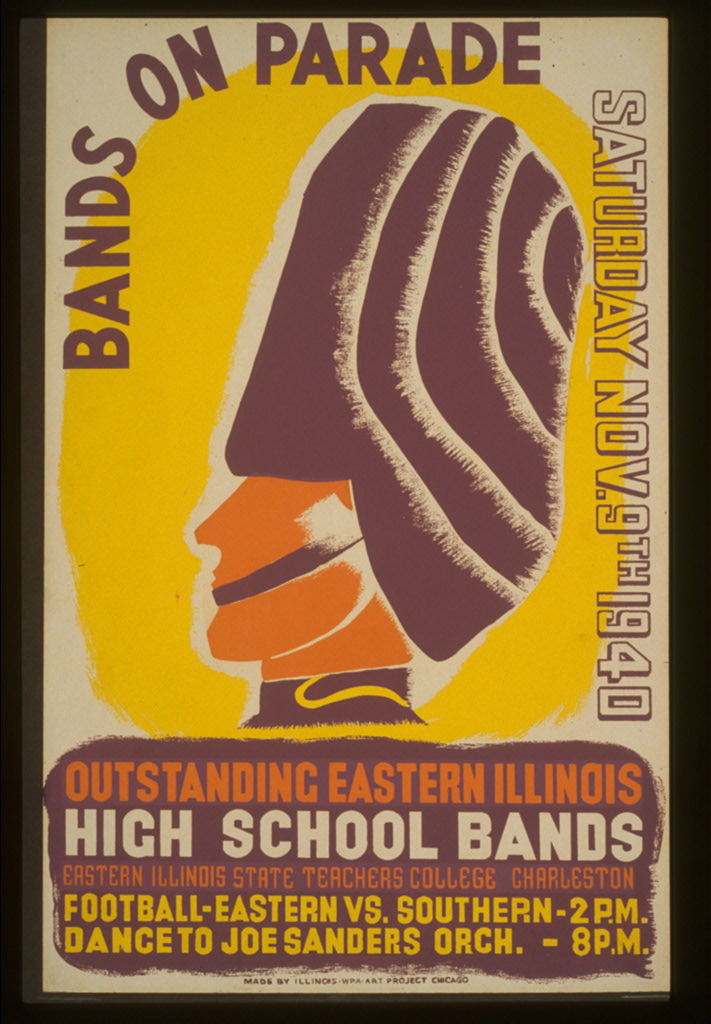 BANDS ON PARADE
SATURDAY NOV. 9TH 1940
OUTSTANDING EASTERN ILLINOIS
HIGH SCHOOL BANDS
EASTERN ILLINOIS STATE TEACHERS COLLEGE CHARLESTON
FOOTBALL-EASTERN VS. SOUTHERN-2 P.M.
DANCE TO JOE SANDERS ORCH. - 8 P.M.
MADE BY ILLINOIS-WPA-ART PROJECT CHICAGO